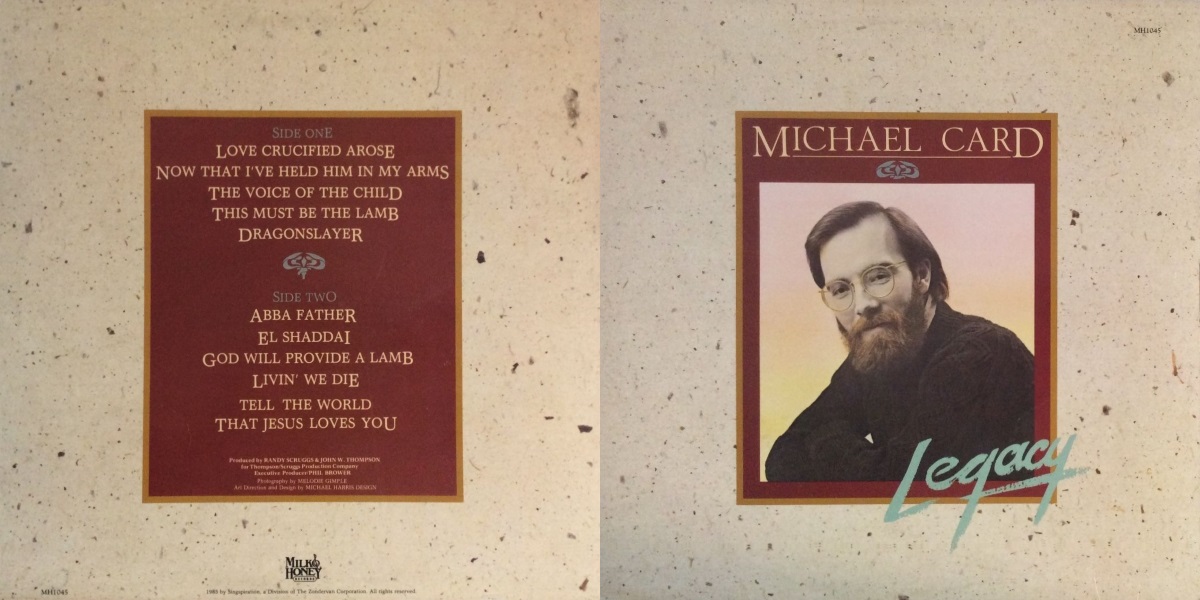 SIDE ONE
LOVE CRUCIFIED AROSE
NOW THAT I'VE HELD HIM IN MY ARMS
THE VOICE OF THE CHILD
THIS MUST BE THE LAMB
DRAGONSLAYER
SIDE TWO
ABBA FATHER
EL SHADDAI
GOD WILL PROVIDE A LAMB
LIVIN' WE DIE
TELL THE WORLD
THAT JESUS LOVES YOU
Produced by RANDY SCRUGGS & JOHN W. THOMPSON
for Thompson/Scruggs Production Company
Executive Producer/PHIL BROWER
Photography by MELODIE GIMPLE
Art Direction and Design by MICHAEL HARRIS DESIGN
MILK &
HONEY
RECORDS
MH1045
1983 by Singspiration, a Division of The Zondervan Corporation. All rights reserved.
MH1045
MICHAEL CARD
Legacy